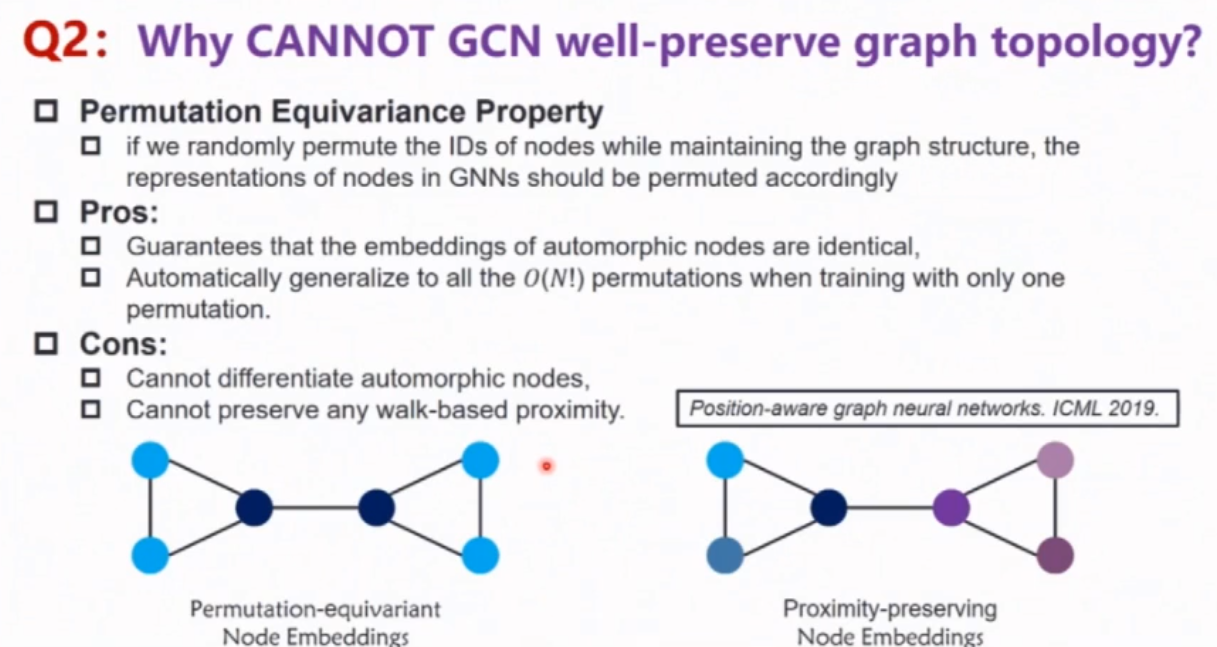 Q2: Why CANNOT GCN well-preserve graph topology?
Permutation Equivariance Property
if we randomly permute the IDs of nodes while maintaining the graph structure, the
representations of nodes in GNNs should be permuted accordingly
Pros:
Guarantees that the embeddings of automorphic nodes are identical,
Automatically generalize to all the O(N!) permutations when training with only one
permutation.
Cons:
Cannot differentiate automorphic nodes,
Cannot preserve any walk-based proximity.
Position-aware graph neural networks. ICML 2019.
Permutation-equivariant
Node Embeddings
Proximity-preserving
Node Embeddings